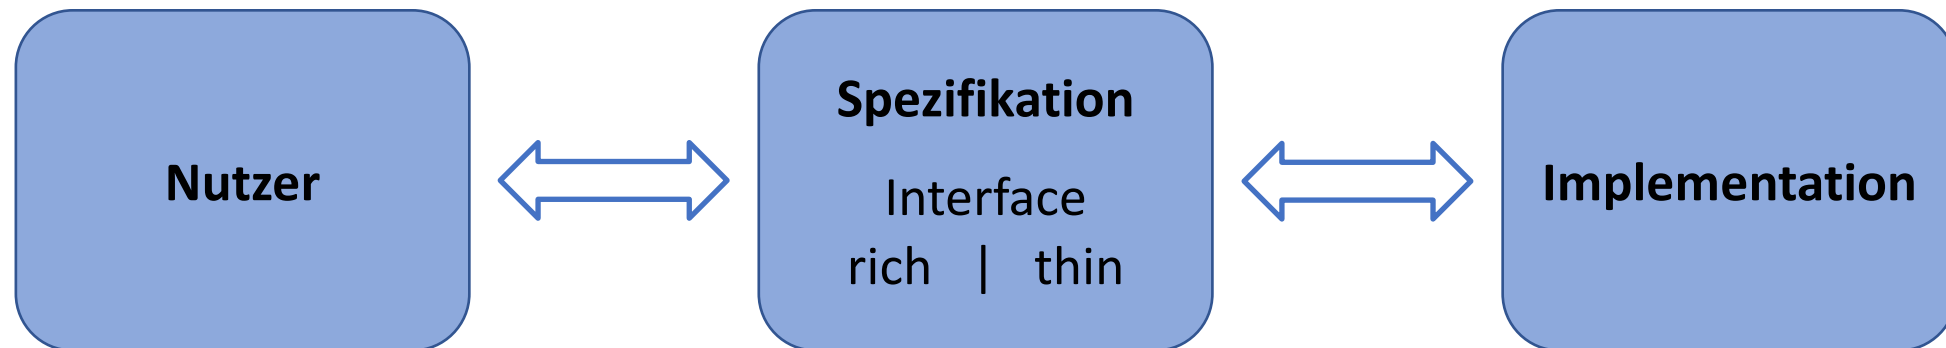 Nutzer
Spezifikation
Interface
rich | thin
Implementation